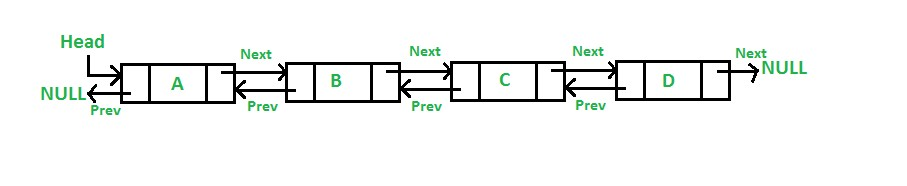 Head
Next Next Next Next
A B C D NULL
NULL
Prev Prev Prev Prev